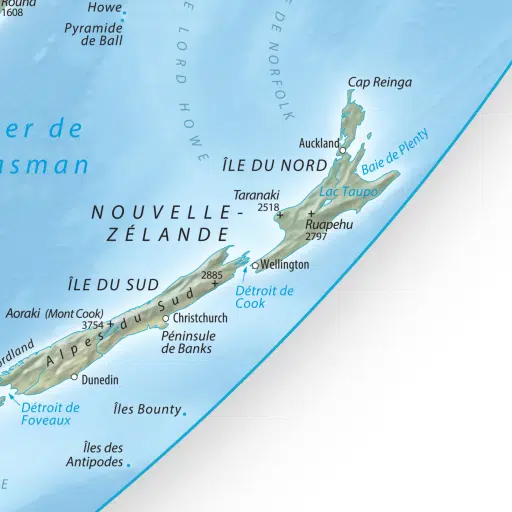 Round
1608
Howe
Pyramide
de Ball
LORD HOWE
DE NORFOLK
er de
asman
Cap Reinga
Auckland
Baie de Plenty
ÎLE DU NORD
Taranaki
2518
Lac Taupo
Ruapehu
2797
NOUVELLE-
ZÉLANDE
Wellington
Détroit de
Cook
2885
ÎLE DU SUD
Aoraki (Mont Cook)
3754
Alpes du Sud
Christchurch
Péninsule
de Banks
rdland
Dunedin
Détroit de
Foveaux
Îles Bounty
Îles des
Antipodes
E